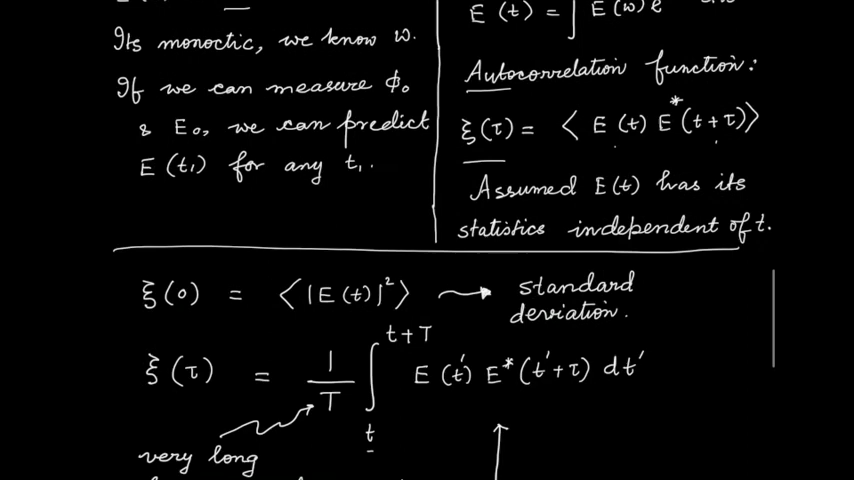 Its monoctic, we know ω.
If we can measure ϕ₀
& E₀, we can predict
E(t₁) for any t₁.
E(t) = ∫ E(ω) e
Autocorrelation function:
ξ(τ) = ⟨ E(t) E*(t+τ)⟩
Assumed E(t) has its
statistics independent of t.
ξ(0) = ⟨|E(t)|²⟩ → standard
deviation.
ξ(τ) = 1/T ∫_t^{t+T} E(t') E*(t'+τ) dt'
very long